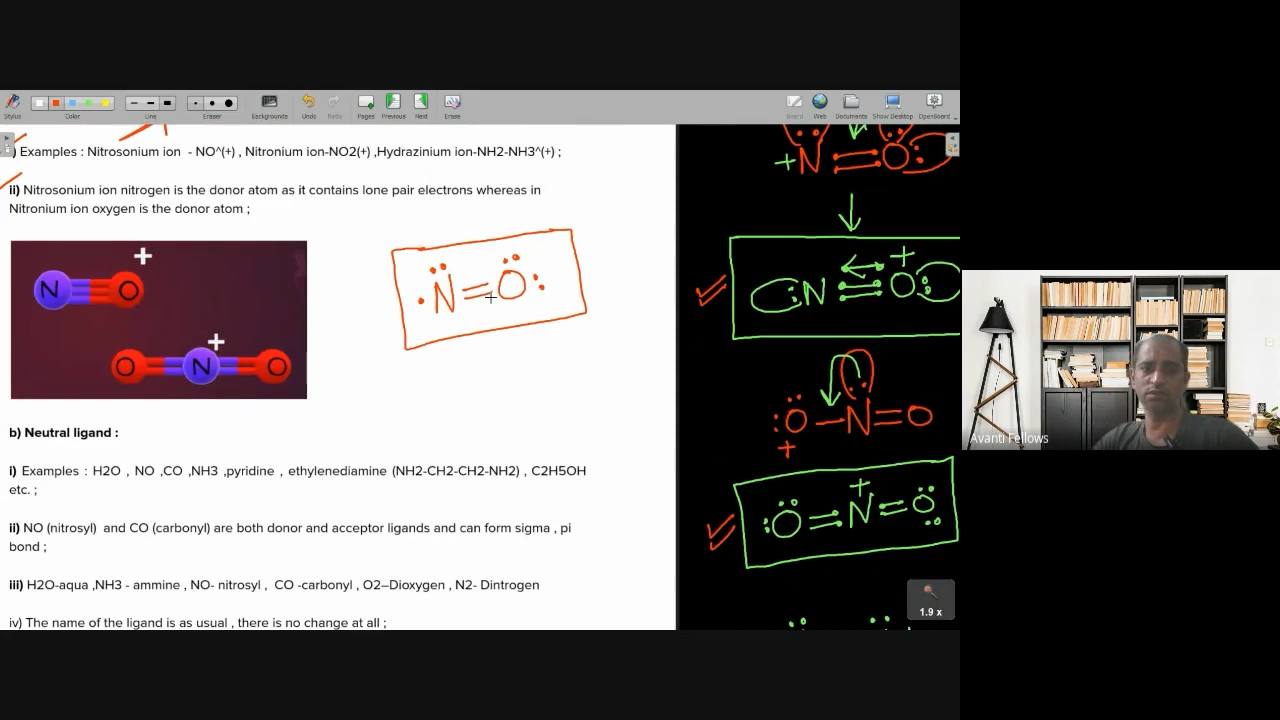 Stylus
Color
Line
Eraser
Backgrounds
Undo
Redo
Pages
Previous
Next
Erase
Board
Web
Documents
Show Desktop
OpenBoard
) Examples : Nitrosonium ion - NO^(+) , Nitronium ion-NO2(+) ,Hydrazinium ion-NH2-NH3^(+) ;
ii) Nitrosonium ion nitrogen is the donor atom as it contains lone pair electrons whereas in
Nitronium ion oxygen is the donor atom ;
+
N≡O
+
O=N=O
N=O
b) Neutral ligand :
i) Examples : H2O , NO ,CO ,NH3 ,pyridine , ethylenediamine (NH2-CH2-CH2-NH2) , C2H5OH
etc. ;
ii) NO (nitrosyl) and CO (carbonyl) are both donor and acceptor ligands and can form sigma , pi
bond ;
iii) H2O-aqua ,NH3 - ammine , NO- nitrosyl , CO -carbonyl , O2–Dioxygen , N2- Dintrogen
iv) The name of the ligand is as usual , there is no change at all ;
+N=O:
+
:N≡O:
:O-N=O
+
+
:O=N=O
1.9 x
Avanti Fellows